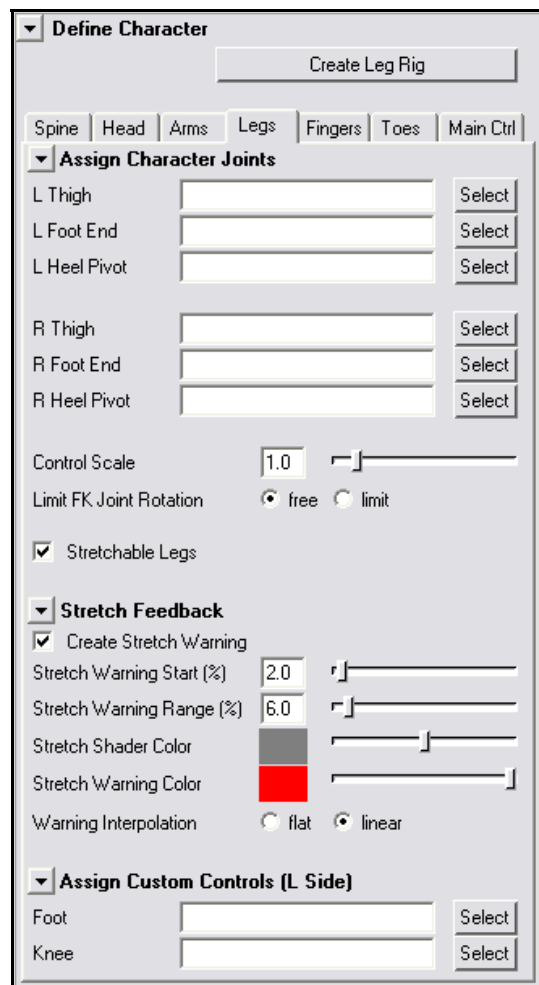 Define Character
Create Leg Rig
Spine Head Arms Legs Fingers Toes Main Ctrl
Assign Character Joints
L Thigh Select
L Foot End Select
L Heel Pivot Select
R Thigh Select
R Foot End Select
R Heel Pivot Select
Control Scale 1.0
Limit FK Joint Rotation free limit
Stretchable Legs
Stretch Feedback
Create Stretch Warning
Stretch Warning Start (%) 2.0
Stretch Warning Range (%) 6.0
Stretch Shader Color
Stretch Warning Color
Warning Interpolation flat linear
Assign Custom Controls (L Side)
Foot Select
Knee Select